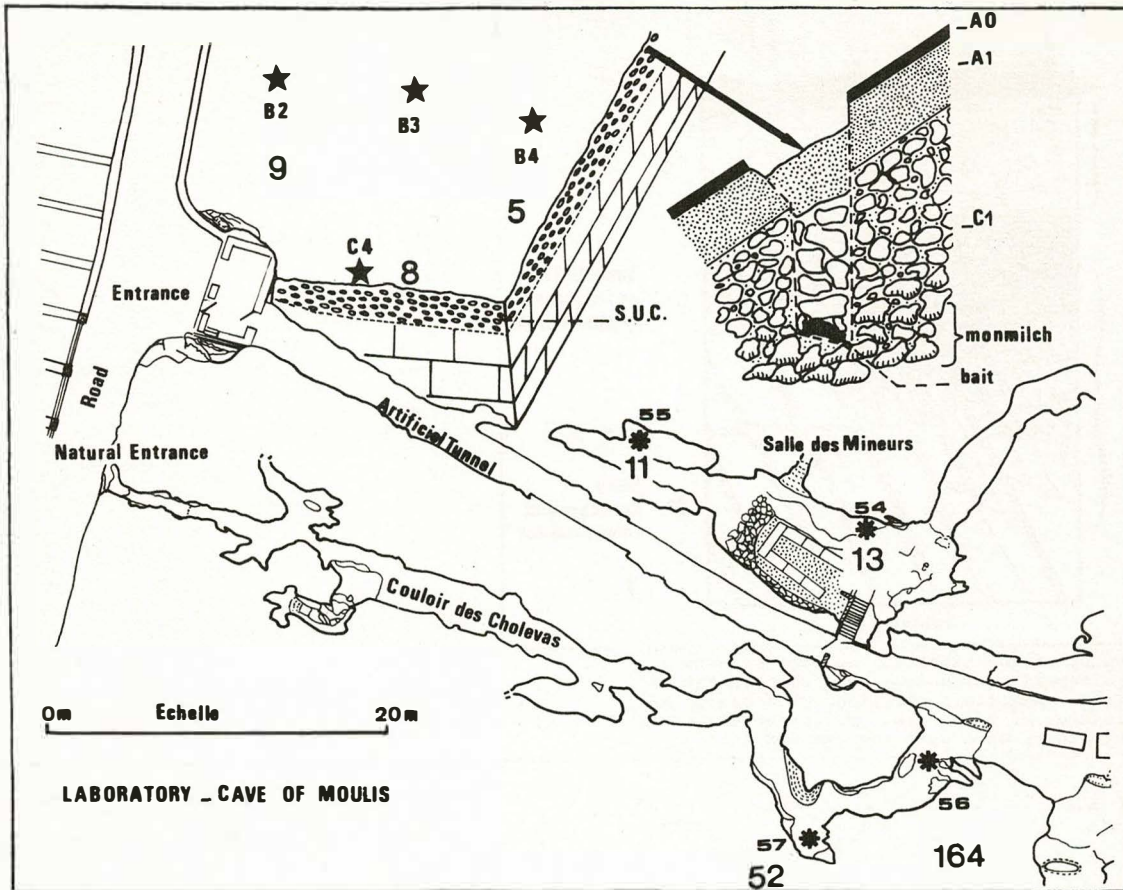 A0
A1
B2
B3
B4
9
5
C4
8
C1
Entrance
S.U.C.
monmilch
bait
Road
Artificial Tunnel
55
11
Salle des Mineurs
Natural Entrance
54
13
Couloir des Cholevas
0m Echelle 20m
LABORATORY _ CAVE OF MOULIS
56
57
52
164